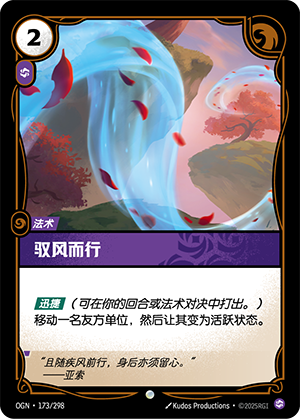 2
法术
驭风而行
迅捷（可在你的回合或法术对决中打出。）
移动一名友方单位，然后让其变为活跃状态。
“且随疾风前行，身后亦须留心。”
——亚索
OGN • 173/298 Kudos Productions • ©2025RGI